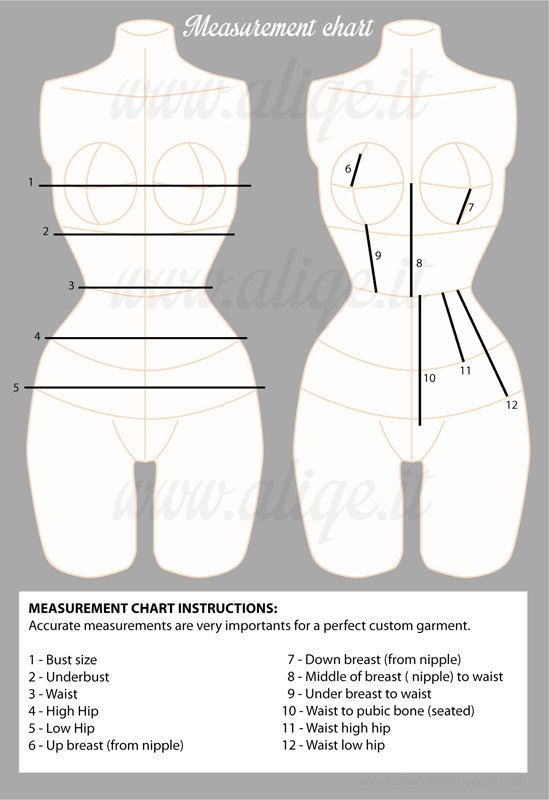 Measurement chart
www.aliqe.it
1
2
3
4
5
6
7
8
9
10
11
12
www.aliqe.it
www.aliqe.it
MEASUREMENT CHART INSTRUCTIONS:
Accurate measurements are very importants for a perfect custom garment.
1 - Bust size
2 - Underbust
3 - Waist
4 - High Hip
5 - Low Hip
6 - Up breast (from nipple)
7 - Down breast (from nipple)
8 - Middle of breast ( nipple) to waist
9 - Under breast to waist
10 - Waist to pubic bone (seated)
11 - Waist high hip
12 - Waist low hip
www.phandoracouture.com